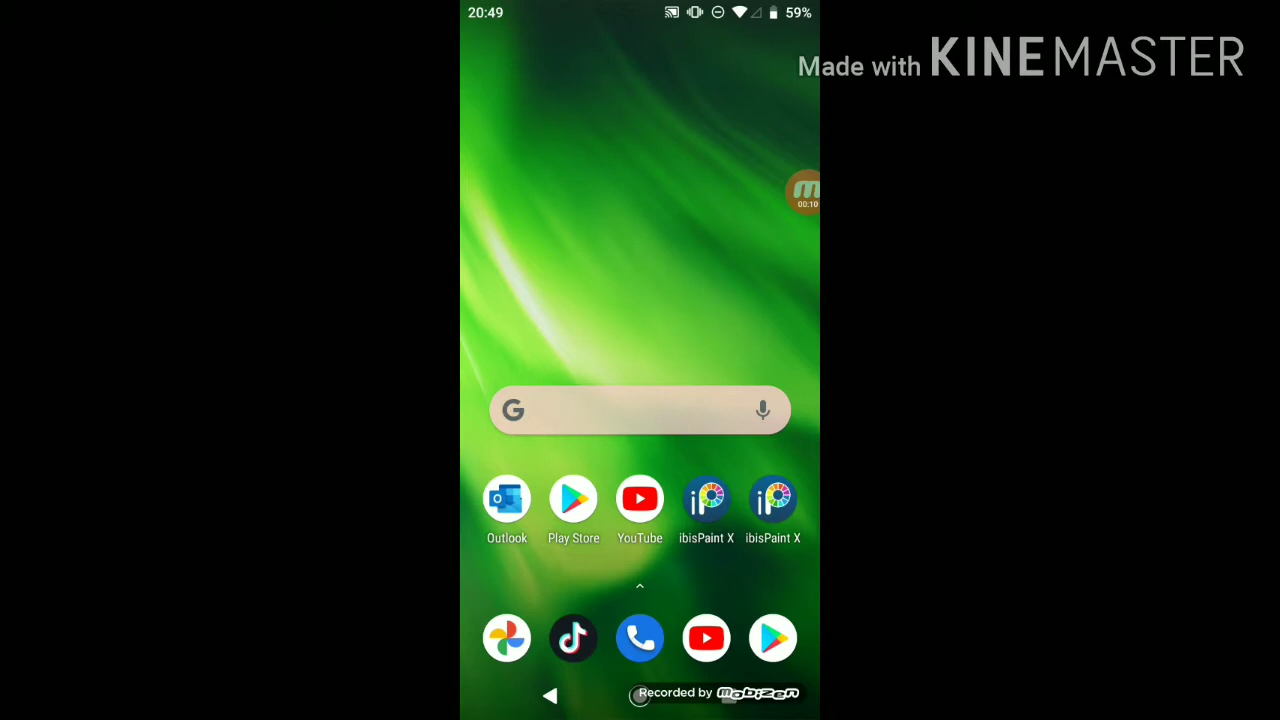 20:49
59%
Made with KINEMASTER
m
00:10
G
Outlook
Play Store
YouTube
ibisPaint X
ibisPaint X
Recorded by mobizen